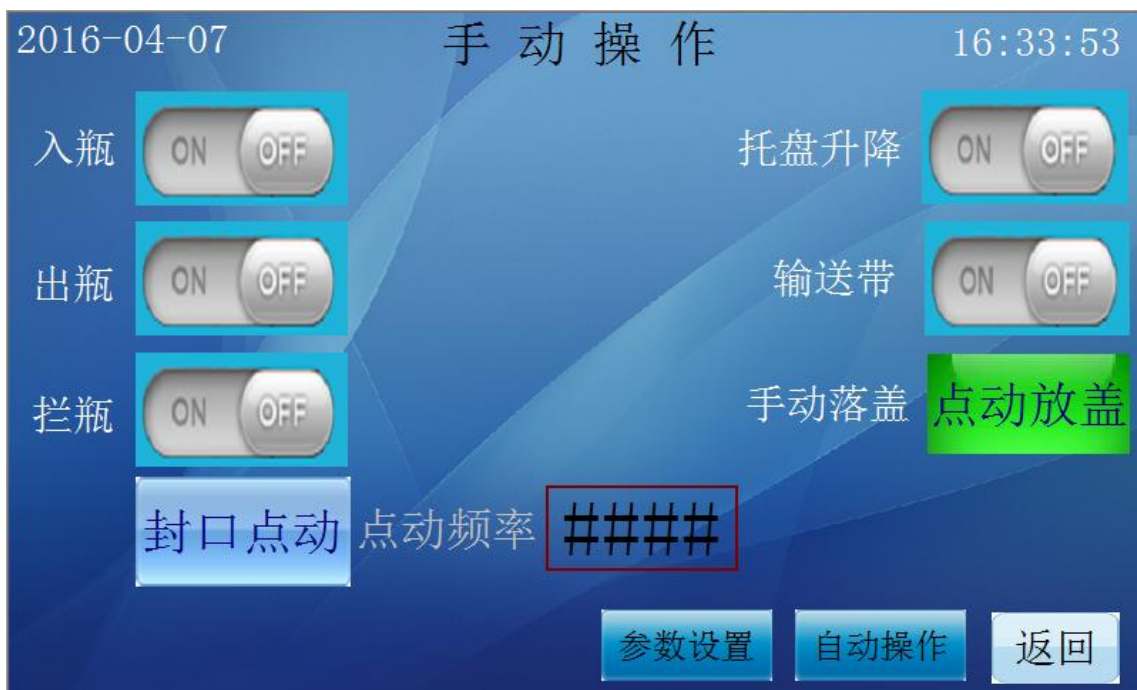 2016-04-07 手动操作 16:33:53
入瓶 ON OFF 托盘升降 ON OFF
出瓶 ON OFF 输送带 ON OFF
拦瓶 ON OFF 手动落盖 点动放盖
封口点动 点动频率 ####
参数设置 自动操作 返回